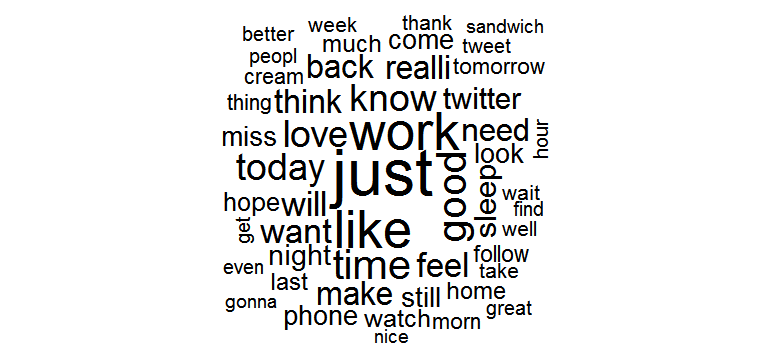 better week thank sandwich
peopl much come tweet
cream back realli tomorrow
thing think know twitter
miss love work need hour
today just good look
hope will sleep wait find
get want like well
even night time feel follow
last take
gonna make still home
phone watch morn great
nice